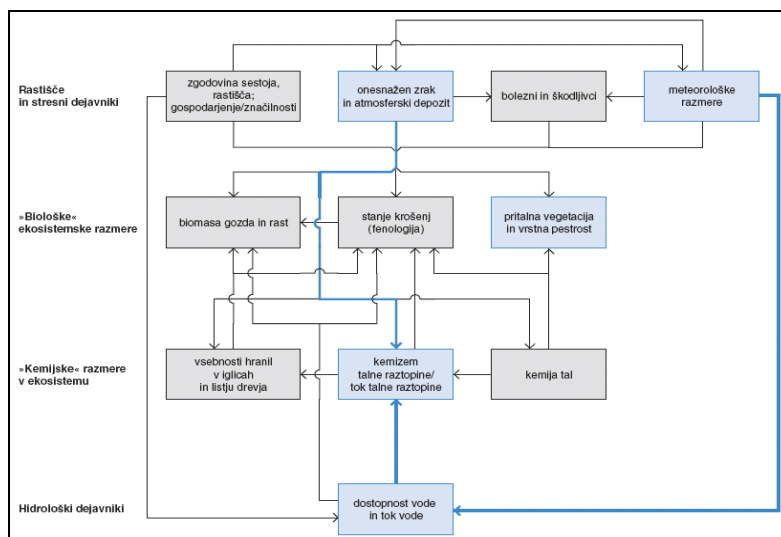 Rastišče
in stresni dejavniki
zgodovina sestoja,
rastišča;
gospodarjenje/značilnosti
onesnažen zrak
in atmosferski depozit
bolezni in škodljivci
meteorološke
razmere
»Biološke«
ekosistemske razmere
biomasa gozda in rast
stanje krošenj
(fenologija)
pritalna vegetacija
in vrstna pestrost
»Kemijske« razmere
v ekosistemu
vsebnosti hranil
v iglicah
in listju drevja
kemizem
talne raztopine/
tok talne raztopine
kemija tal
Hidrološki dejavniki
dostopnost vode
in tok vode